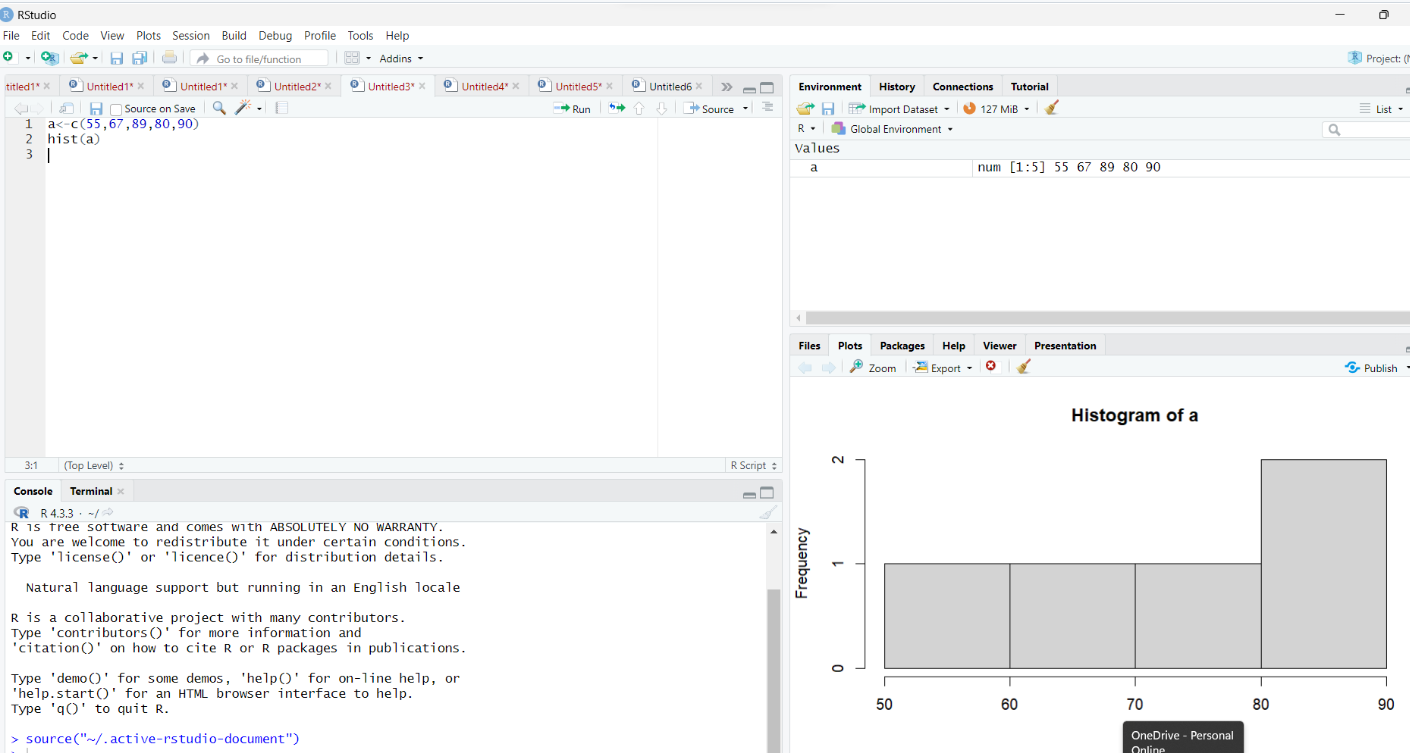 RStudio
File Edit Code View Plots Session Build Debug Profile Tools Help
Go to file/function Addins Project: (N
titled1* Untitled1* Untitled1* Untitled2* Untitled3* Untitled4* Untitled5* Untitled6
Source on Save Run Source
1 a<-c(55,67,89,80,90)
2 hist(a)
3
3:1 (Top Level) R Script
Console Terminal
R 4.3.3 · ~/
R is free software and comes with ABSOLUTELY NO WARRANTY.
You are welcome to redistribute it under certain conditions.
Type 'license()' or 'licence()' for distribution details.
Natural language support but running in an English locale
R is a collaborative project with many contributors.
Type 'contributors()' for more information and
'citation()' on how to cite R or R packages in publications.
Type 'demo()' for some demos, 'help()' for on-line help, or
'help.start()' for an HTML browser interface to help.
Type 'q()' to quit R.
> source("~/.active-rstudio-document")
>
Environment History Connections Tutorial
Import Dataset 127 MiB List
R Global Environment
Values
a num [1:5] 55 67 89 80 90
Files Plots Packages Help Viewer Presentation
Zoom Export Publish
Histogram of a
Frequency
2
1
0
50 60 70 80 90
OneDrive - Personal
Online